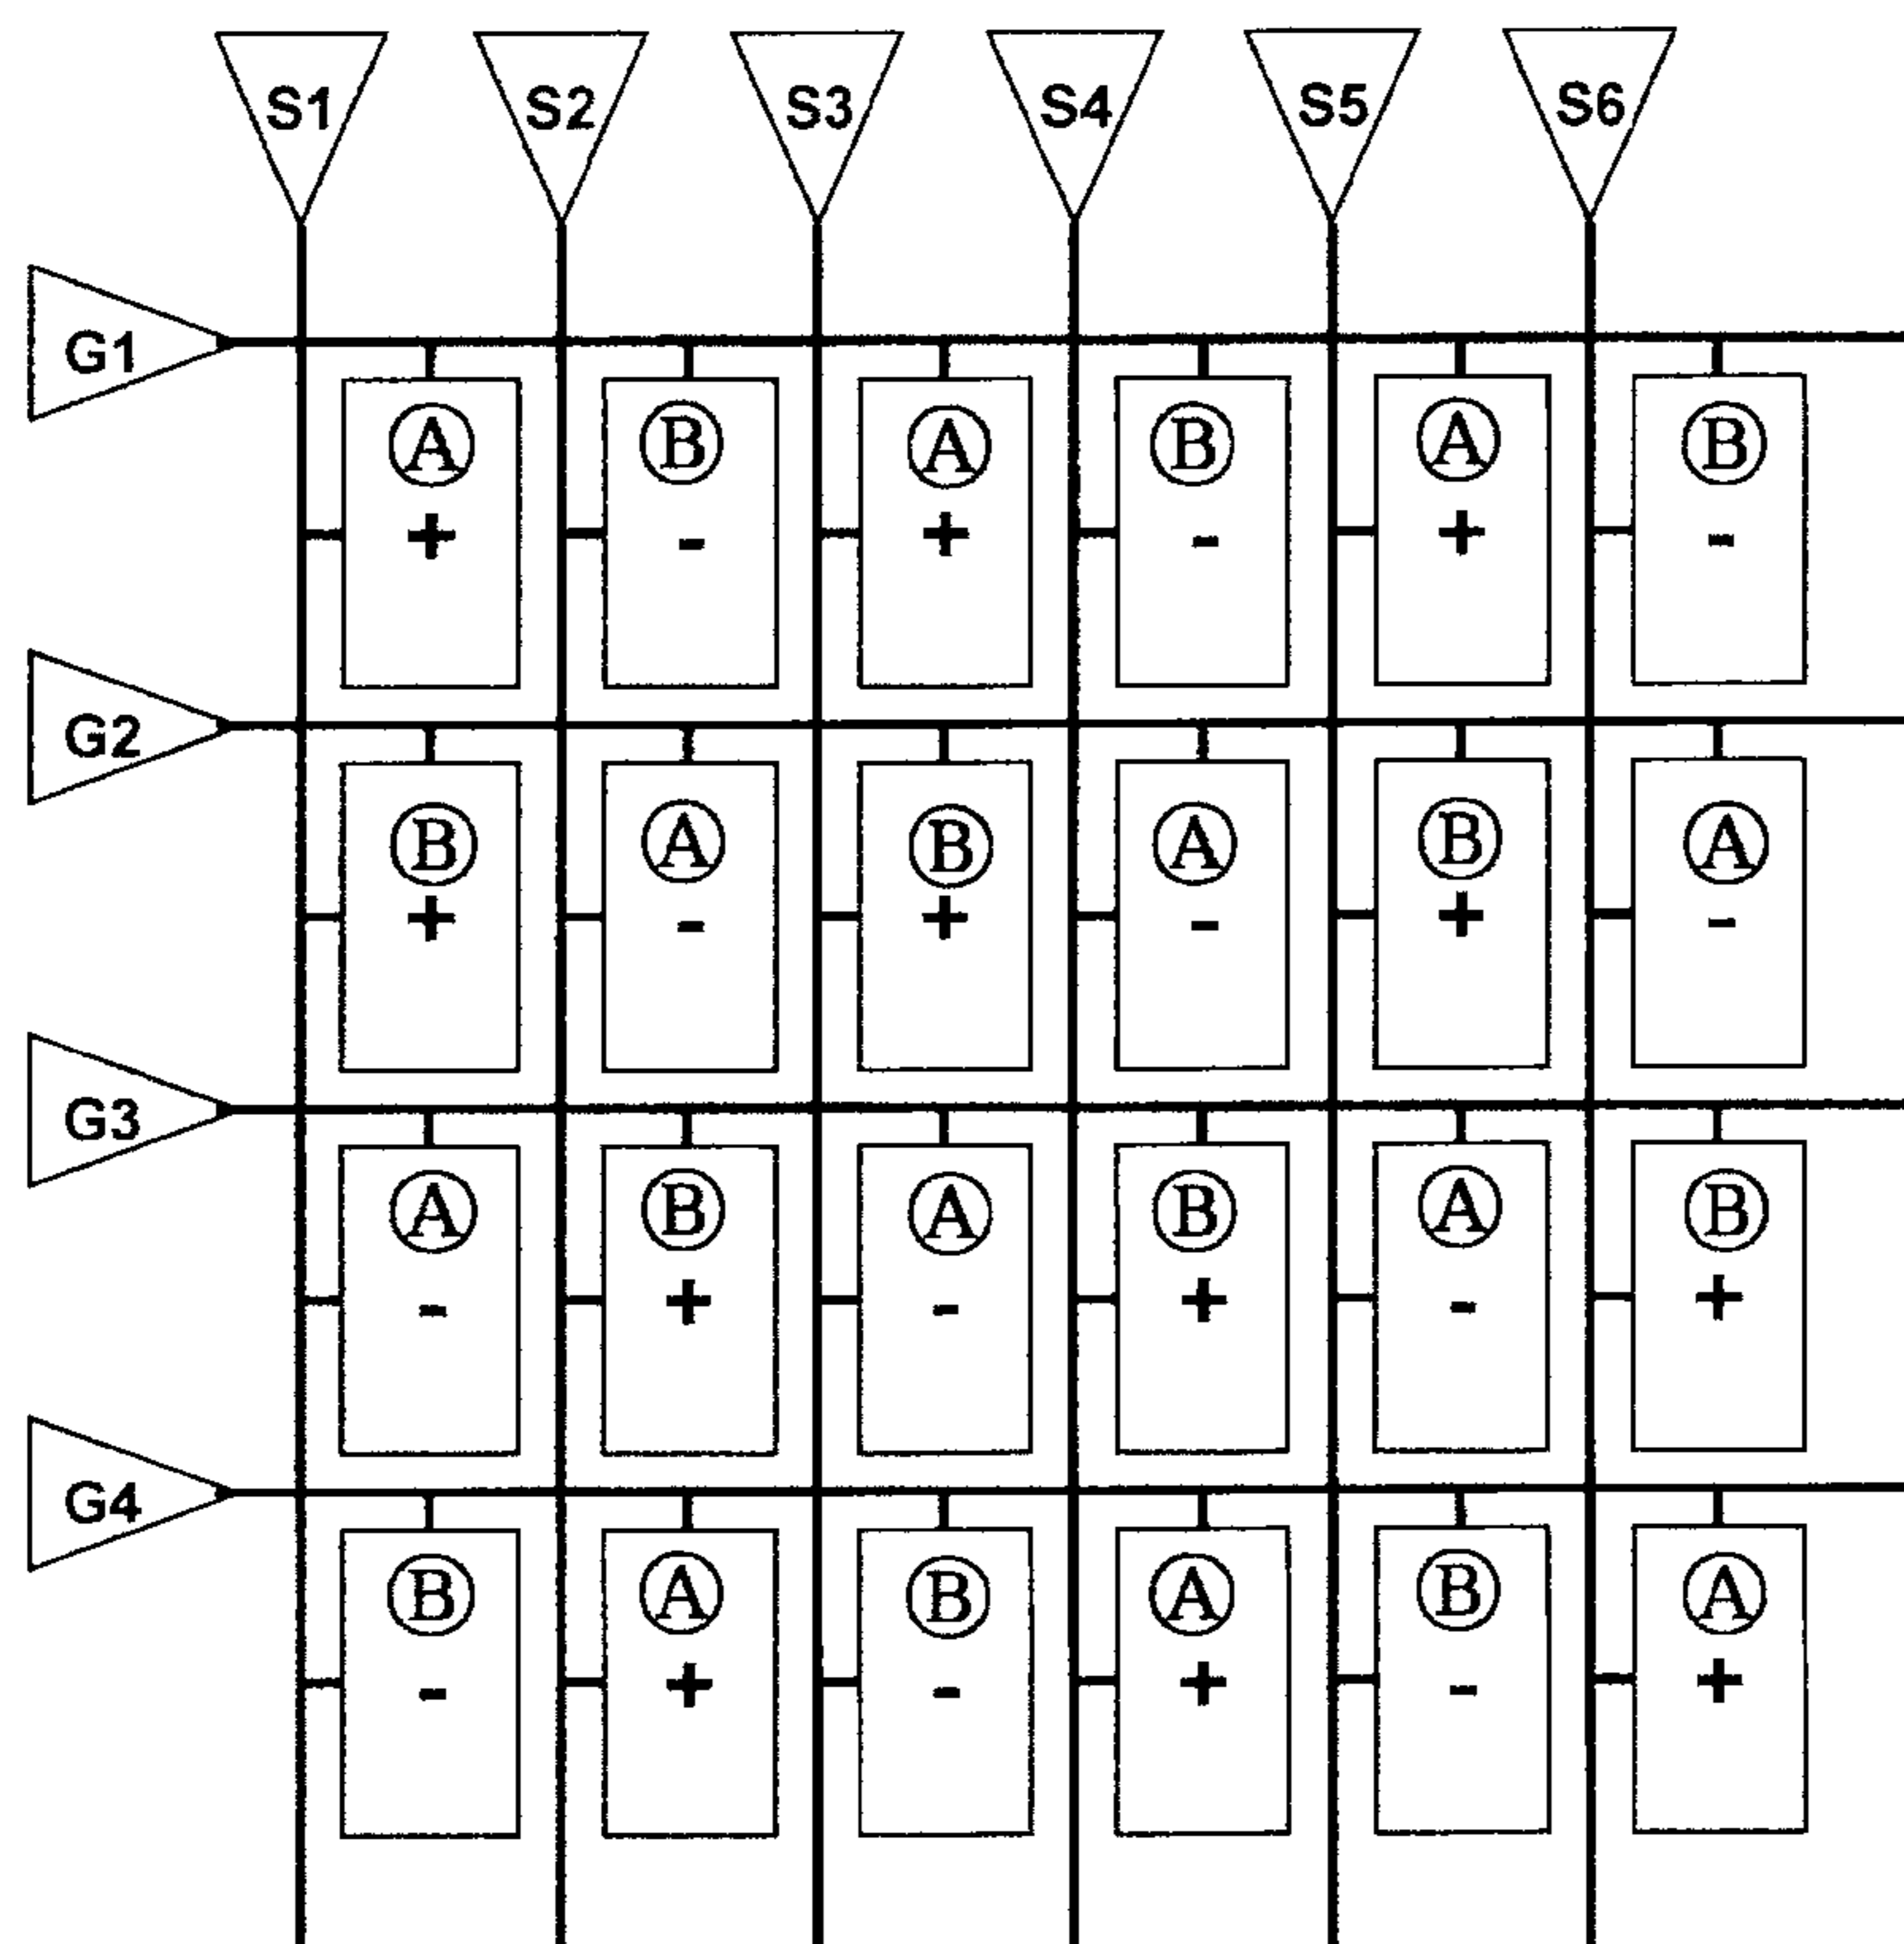 S1 S2 S3 S4 S5 S6
G1
A B A B A B
+ - + - + -
G2
B A B A B A
+ - + - + -
G3
A B A B A B
- + - + - +
G4
B A B A B A
- + - + - +